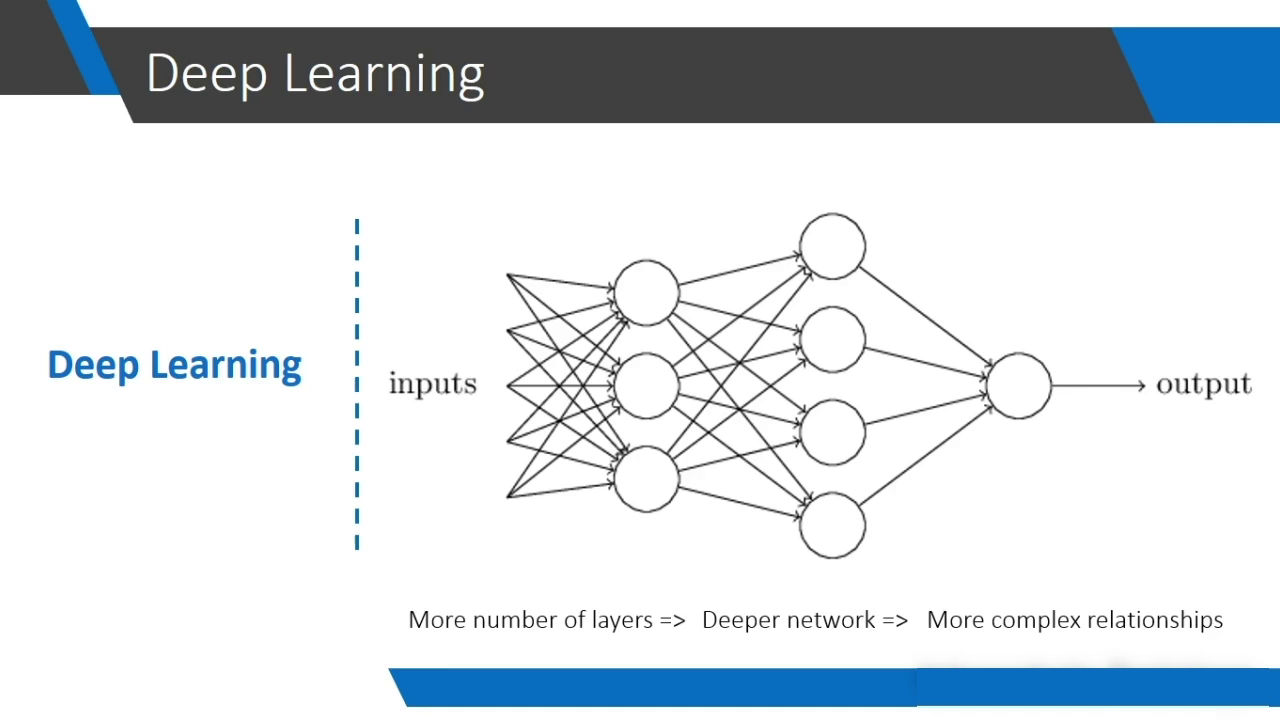 Deep Learning
Deep Learning
inputs
output
More number of layers => Deeper network => More complex relationships